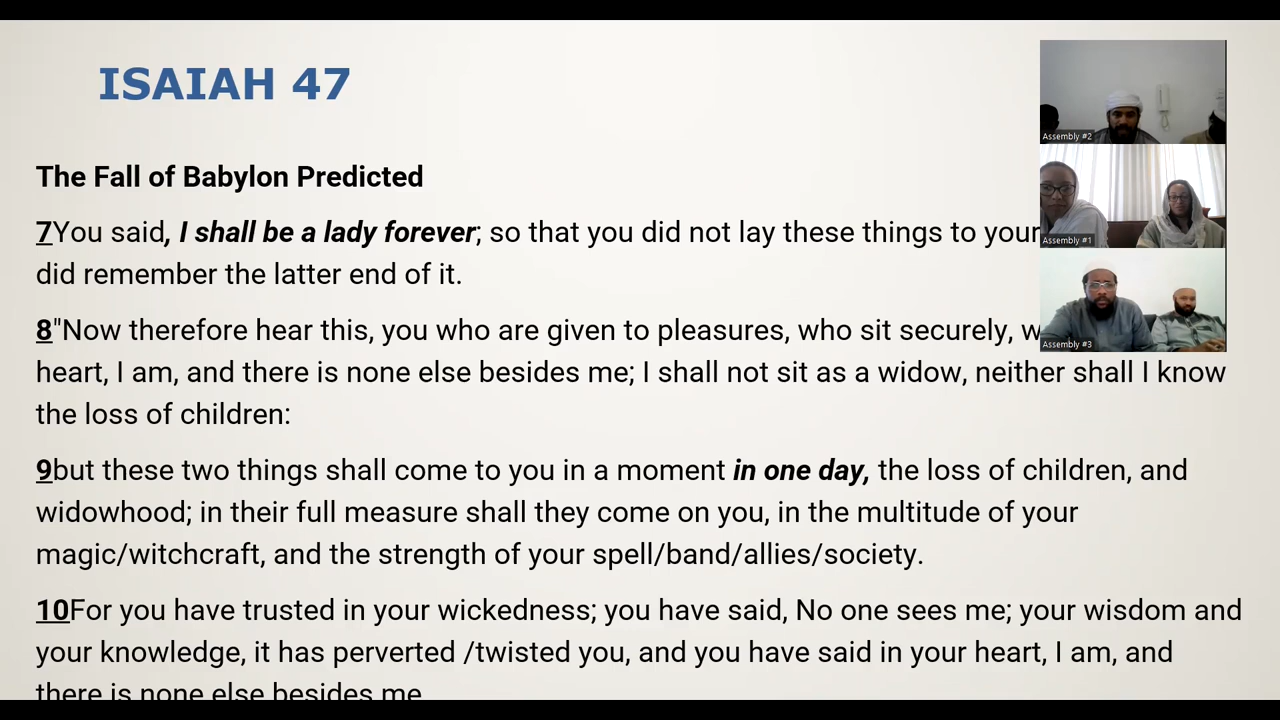 ISAIAH 47
The Fall of Babylon Predicted
7You said, I shall be a lady forever; so that you did not lay these things to your
did remember the latter end of it.
8"Now therefore hear this, you who are given to pleasures, who sit securely, w
heart, I am, and there is none else besides me; I shall not sit as a widow, neither shall I know
the loss of children:
9but these two things shall come to you in a moment in one day, the loss of children, and
widowhood; in their full measure shall they come on you, in the multitude of your
magic/witchcraft, and the strength of your spell/band/allies/society.
10For you have trusted in your wickedness; you have said, No one sees me; your wisdom and
your knowledge, it has perverted /twisted you, and you have said in your heart, I am, and
there is none else besides me
Assembly #2
Assembly #1
Assembly #3